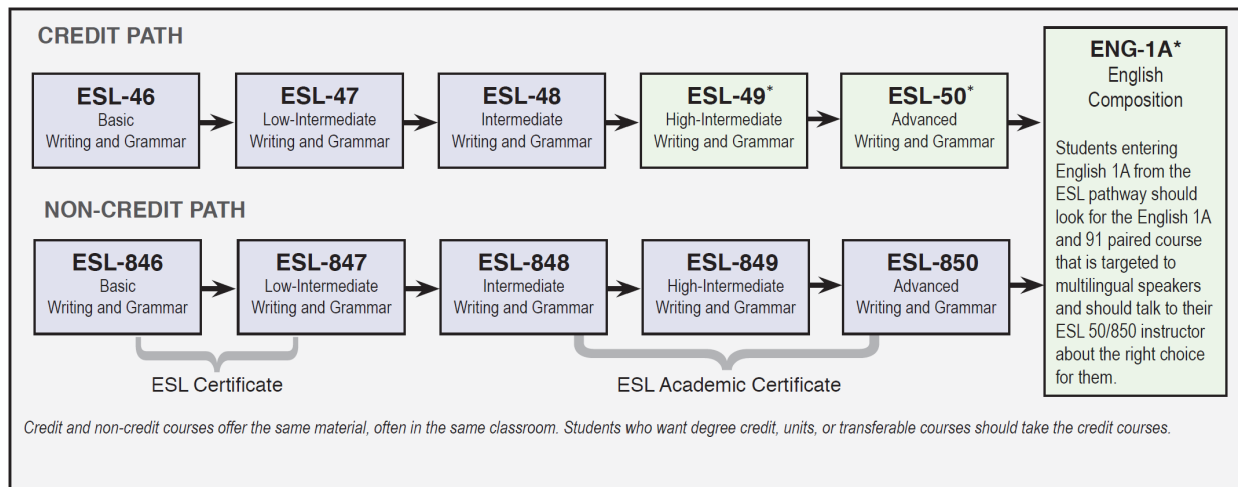 CREDIT PATH
ESL-46
Basic
Writing and Grammar
ESL-47
Low-Intermediate
Writing and Grammar
ESL-48
Intermediate
Writing and Grammar
ESL-49*
High-Intermediate
Writing and Grammar
ESL-50*
Advanced
Writing and Grammar
NON-CREDIT PATH
ESL-846
Basic
Writing and Grammar
ESL-847
Low-Intermediate
Writing and Grammar
ESL-848
Intermediate
Writing and Grammar
ESL-849
High-Intermediate
Writing and Grammar
ESL-850
Advanced
Writing and Grammar
ESL Certificate
ESL Academic Certificate
ENG-1A*
English
Composition
Students entering
English 1A from the
ESL pathway should
look for the English 1A
and 91 paired course
that is targeted to
multilingual speakers
and should talk to their
ESL 50/850 instructor
about the right choice
for them.
Credit and non-credit courses offer the same material, often in the same classroom. Students who want degree credit, units, or transferable courses should take the credit courses.